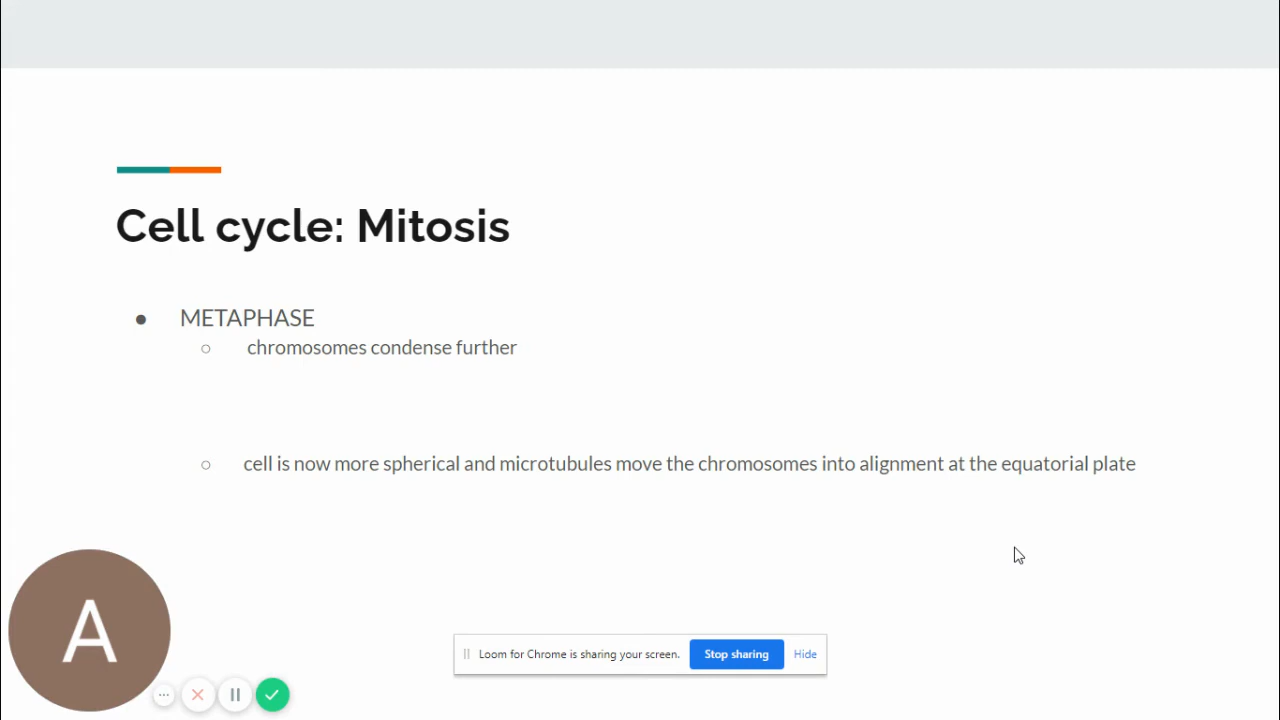 Cell cycle: Mitosis
● METAPHASE
○ chromosomes condense further
○ cell is now more spherical and microtubules move the chromosomes into alignment at the equatorial plate
A
Loom for Chrome is sharing your screen. Stop sharing Hide